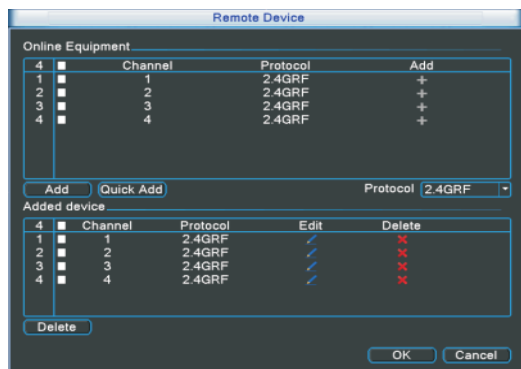 Remote Device
Online Equipment
4 Channel Protocol Add
1 1 2.4GRF
2 2 2.4GRF
3 3 2.4GRF
4 4 2.4GRF
Add Quick Add Protocol 2.4GRF
Added device
4 Channel Protocol Edit Delete
1 1 2.4GRF
2 2 2.4GRF
3 3 2.4GRF
4 4 2.4GRF
Delete
OK Cancel